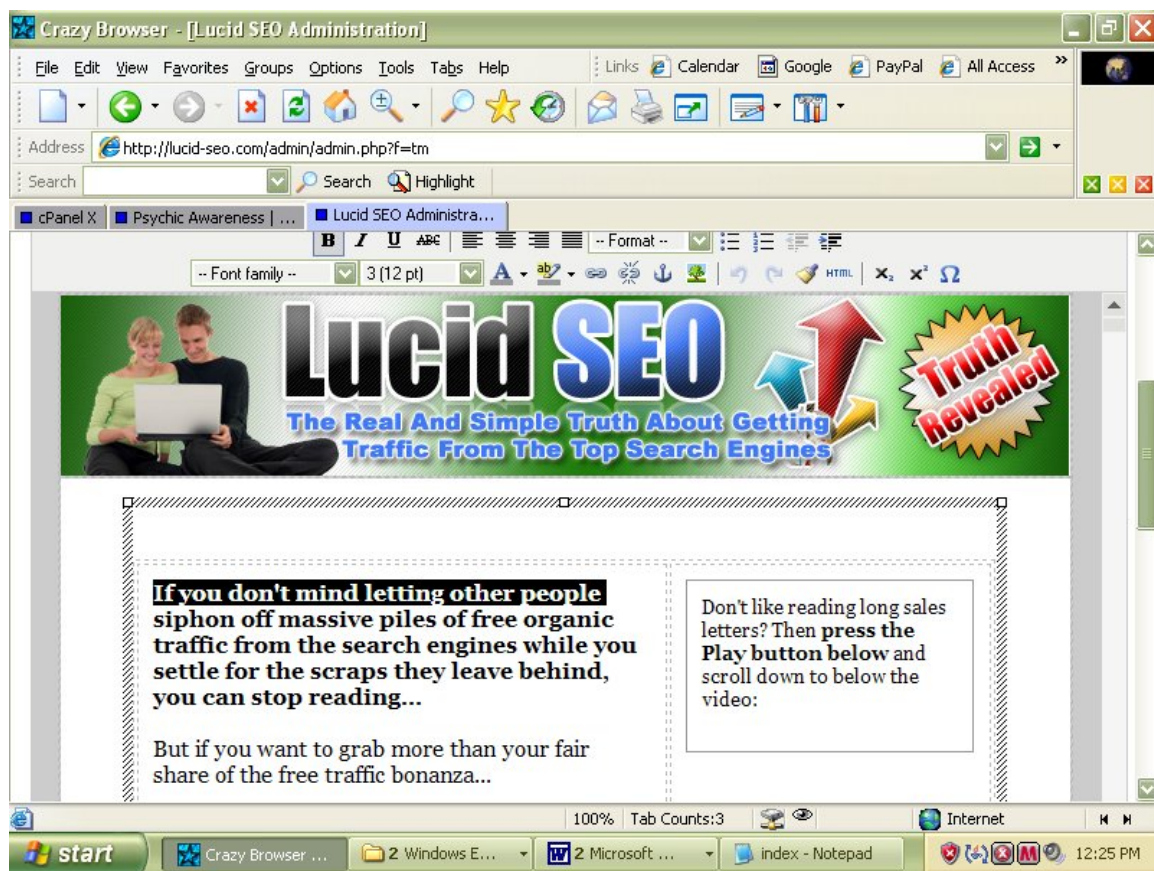 Crazy Browser - [Lucid SEO Administration]
File Edit View Favorites Groups Options Tools Tabs Help Links Calendar Google PayPal All Access »
Address http://lucid-seo.com/admin/admin.php?f=tm
Search Search Highlight
cPanel X Psychic Awareness | ... Lucid SEO Administra...
B I U ABC -- Format --
-- Font family -- 3 (12 pt) A ab HTML x₂ x² Ω
Lucid SEO
The Real And Simple Truth About Getting
Traffic From The Top Search Engines
Truth
Revealed
If you don't mind letting other people
siphon off massive piles of free organic
traffic from the search engines while you
settle for the scraps they leave behind,
you can stop reading...
But if you want to grab more than your fair
share of the free traffic bonanza...
Don't like reading long sales
letters? Then press the
Play button below and
scroll down to below the
video:
100% Tab Counts:3 Internet
start Crazy Browser ... 2 Windows E... 2 Microsoft ... index - Notepad 12:25 PM